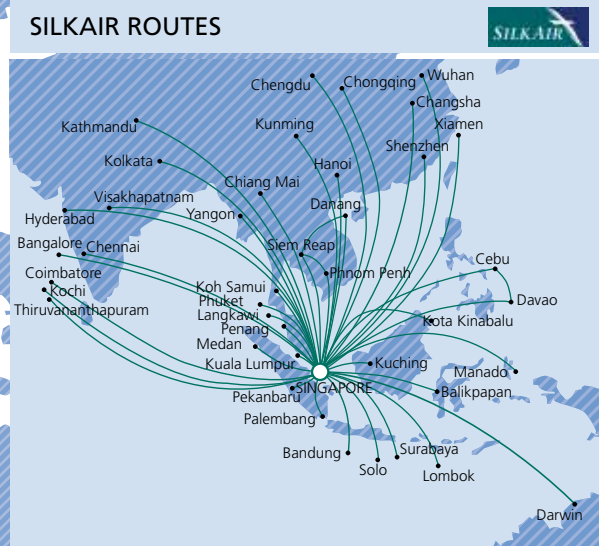 SILKAIR ROUTES
SILKAIR
Chengdu
Chongqing
Wuhan
Changsha
Kathmandu
Kunming
Xiamen
Shenzhen
Kolkata
Hanoi
Chiang Mai
Visakhapatnam
Yangon
Danang
Hyderabad
Bangalore
Chennai
Siem Reap
Cebu
Coimbatore
Phnom Penh
Kochi
Koh Samui
Phuket
Davao
Thiruvananthapuram
Langkawi
Kota Kinabalu
Penang
Medan
Kuala Lumpur
Kuching
Manado
SINGAPORE
Pekanbaru
Balikpapan
Palembang
Bandung
Surabaya
Solo
Lombok
Darwin